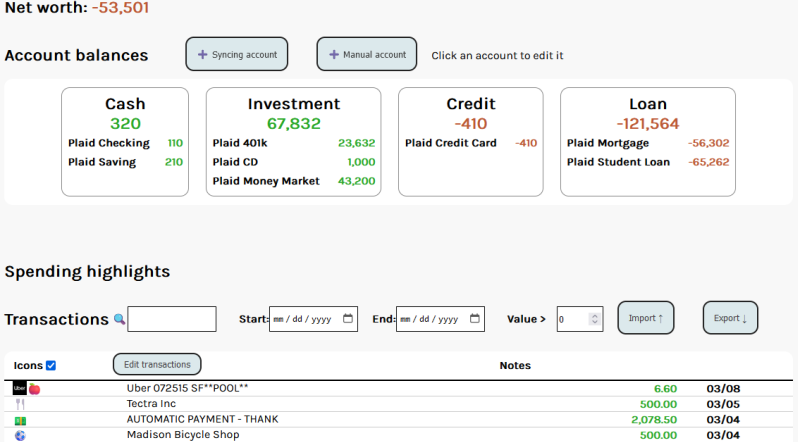 Net worth: -53,501
Account balances + Syncing account + Manual account Click an account to edit it
Cash
320
Plaid Checking 110
Plaid Saving 210
Investment
67,832
Plaid 401k 23,632
Plaid CD 1,000
Plaid Money Market 43,200
Credit
-410
Plaid Credit Card -410
Loan
-121,564
Plaid Mortgage -56,302
Plaid Student Loan -65,262
Spending highlights
Transactions Start: mm / dd / yyyy End: mm / dd / yyyy Value > 0 Import ↑ Export ↓
Icons Edit transactions Notes
Uber Uber 072515 SF**POOL** 6.60 03/08
Tectra Inc 500.00 03/05
AUTOMATIC PAYMENT - THANK 2,078.50 03/04
Madison Bicycle Shop 500.00 03/04